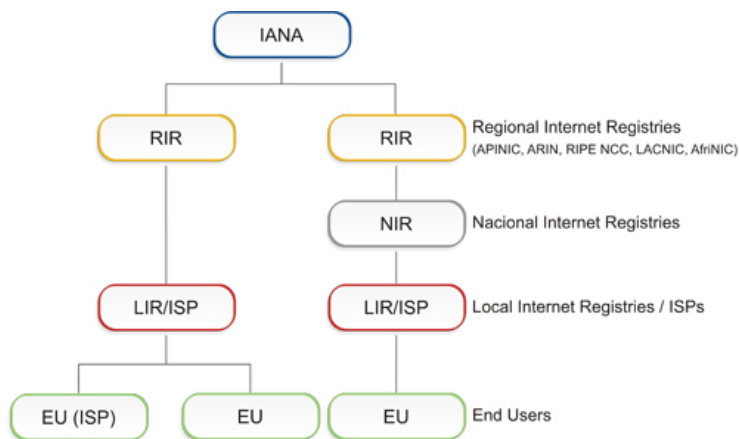 IANA
RIR
RIR
Regional Internet Registries
(APINIC, ARIN, RIPE NCC, LACNIC, AfriNIC)
NIR
Nacional Internet Registries
LIR/ISP
LIR/ISP
Local Internet Registries / ISPs
EU (ISP)
EU
EU
End Users